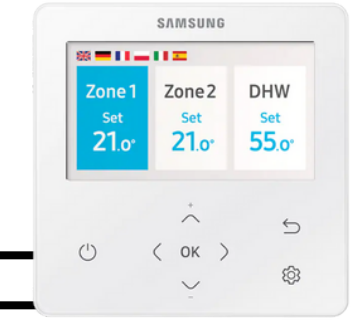 SAMSUNG
Zone 1 Zone 2 DHW
Set Set Set
21.0° 21.0° 55.0°
+
OK
-